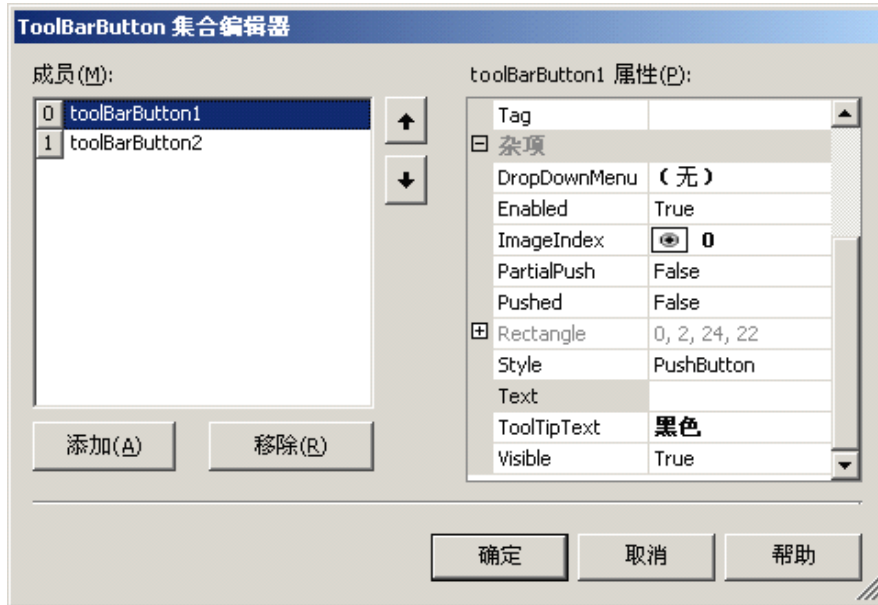 ToolBarButton 集合编辑器
成员(M):
0 toolBarButton1
1 toolBarButton2
添加(A)
移除(R)
toolBarButton1 属性(P):
Tag
杂项
DropDownMenu (无)
Enabled True
ImageIndex 0
PartialPush False
Pushed False
Rectangle 0, 2, 24, 22
Style PushButton
Text
ToolTipText 黑色
Visible True
确定
取消
帮助